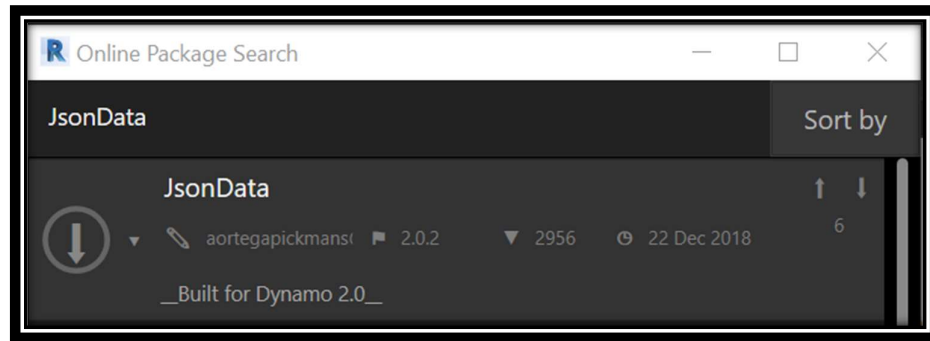 R Online Package Search
JsonData
Sort by
JsonData
aortegapickmans
2.0.2
2956
22 Dec 2018
6
__Built for Dynamo 2.0__